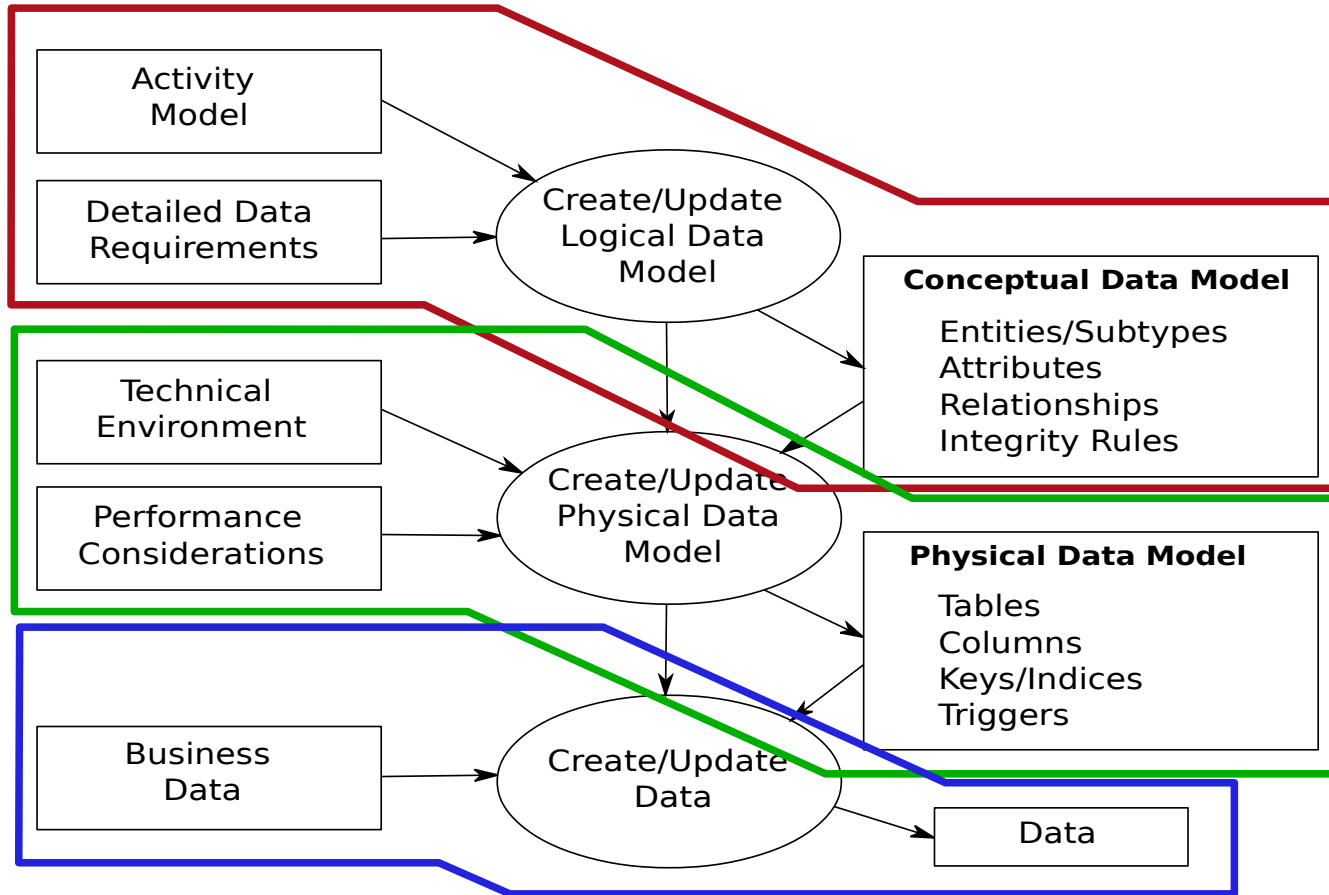 Activity
Model
Detailed Data
Requirements
Create/Update
Logical Data
Model
Conceptual Data Model
Entities/Subtypes
Attributes
Relationships
Integrity Rules
Technical
Environment
Performance
Considerations
Create/Update
Physical Data
Model
Physical Data Model
Tables
Columns
Keys/Indices
Triggers
Business
Data
Create/Update
Data
Data